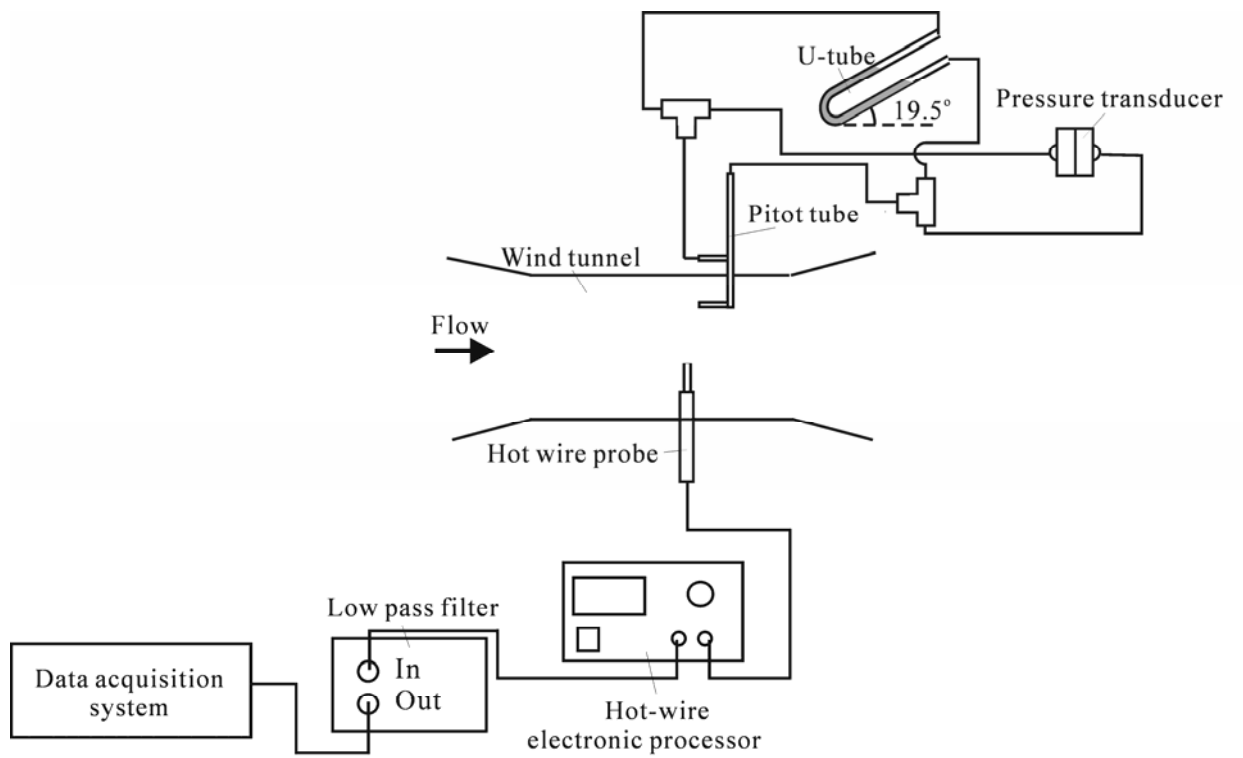 U-tube
19.5°
Pressure transducer
Pitot tube
Wind tunnel
Flow
Hot wire probe
Low pass filter
In
Out
Data acquisition
system
Hot-wire
electronic processor